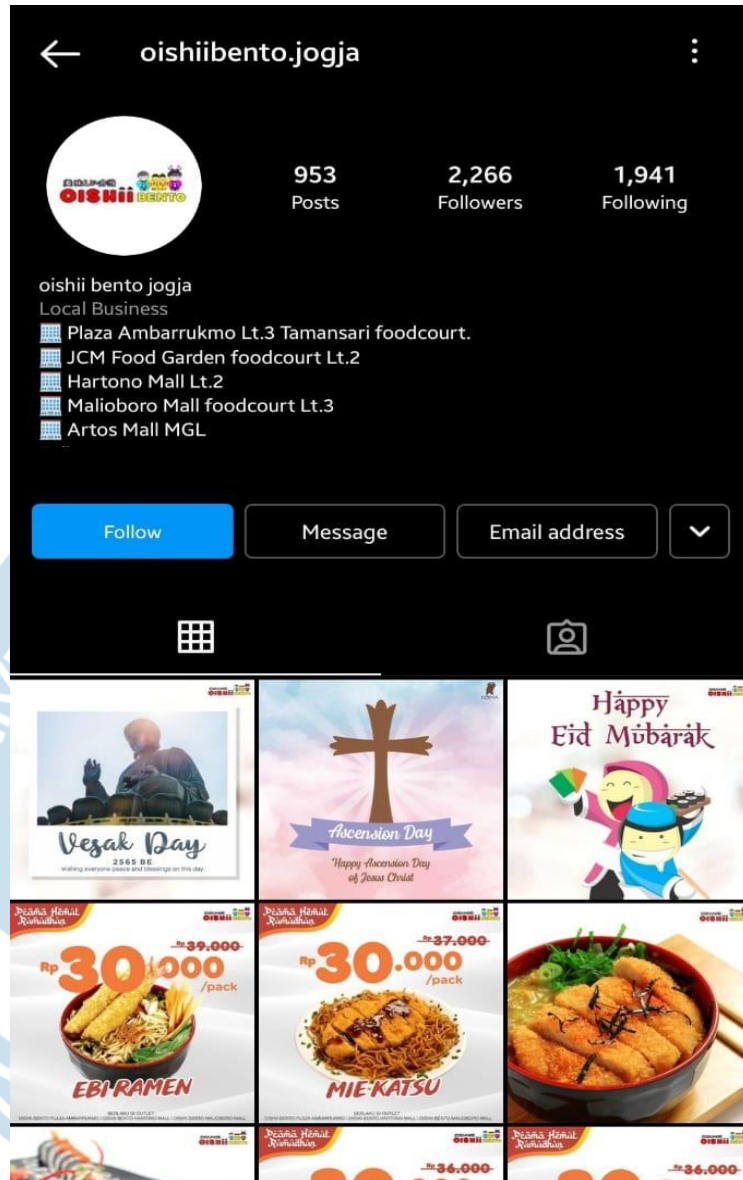 oishiibento.jogja
OISHII BENTO
953
Posts
2,266
Followers
1,941
Following
oishii bento jogja
Local Business
Plaza Ambarrukmo Lt.3 Tamansari foodcourt.
JCM Food Garden foodcourt Lt.2
Hartono Mall Lt.2
Malioboro Mall foodcourt Lt.3
Artos Mall MGL
Follow
Message
Email address
Vesak Day
2565 BE
wishing everyone peace and blessings on this day
Ascension Day
Happy Ascension Day
of Jesus Christ
Happy
Eid Mubarak
Ramadhan
Rp 39.000
Rp 30.000
/pack
EBI RAMEN
Ramadhan
Rp 37.000
Rp 30.000
/pack
MIE KATSU
Ramadhan
Rp 36.000
Ramadhan
Rp 36.000